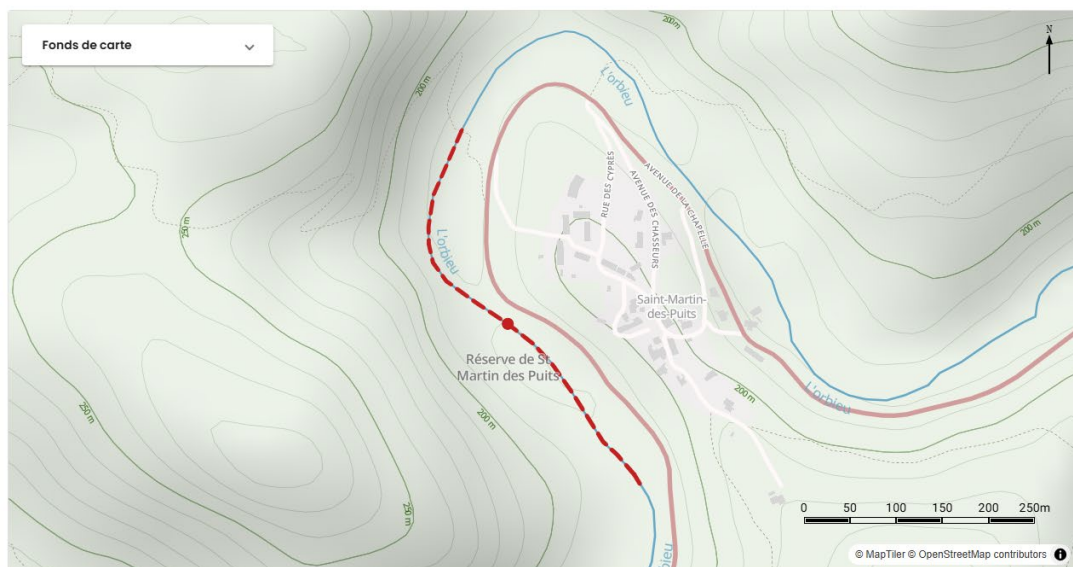 Fonds de carte
N
200 m
L'orbieu
RUE DES CYPRÈS
AVENUE DES CHASSEURS
AVENUE DE LA CHAPELLE
250 m
200 m
L'orbieu
Saint-Martin-
des-Puits
Réserve de St
Martin des Puits
250 m
200 m
200 m
L'orbieu
250 m
L'orbieu
0 50 100 150 200 250m
© MapTiler © OpenStreetMap contributors